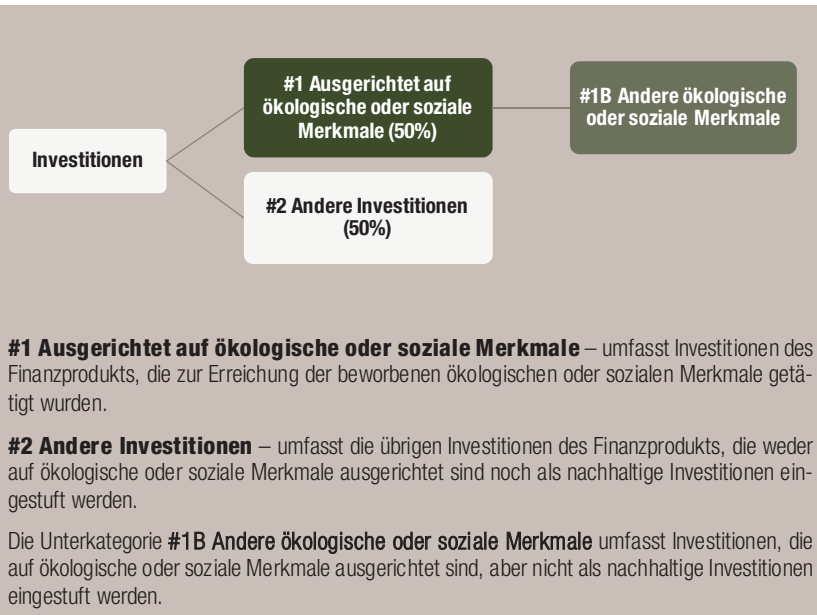 #1 Ausgerichtet auf
ökologische oder soziale
Merkmale (50%)
#1B Andere ökologische
oder soziale Merkmale
Investitionen
#2 Andere Investitionen
(50%)
#1 Ausgerichtet auf ökologische oder soziale Merkmale – umfasst Investitionen des
Finanzprodukts, die zur Erreichung der beworbenen ökologischen oder sozialen Merkmale getä-
tigt wurden.
#2 Andere Investitionen – umfasst die übrigen Investitionen des Finanzprodukts, die weder
auf ökologische oder soziale Merkmale ausgerichtet sind noch als nachhaltige Investitionen ein-
gestuft werden.
Die Unterkategorie #1B Andere ökologische oder soziale Merkmale umfasst Investitionen, die
auf ökologische oder soziale Merkmale ausgerichtet sind, aber nicht als nachhaltige Investitionen
eingestuft werden.